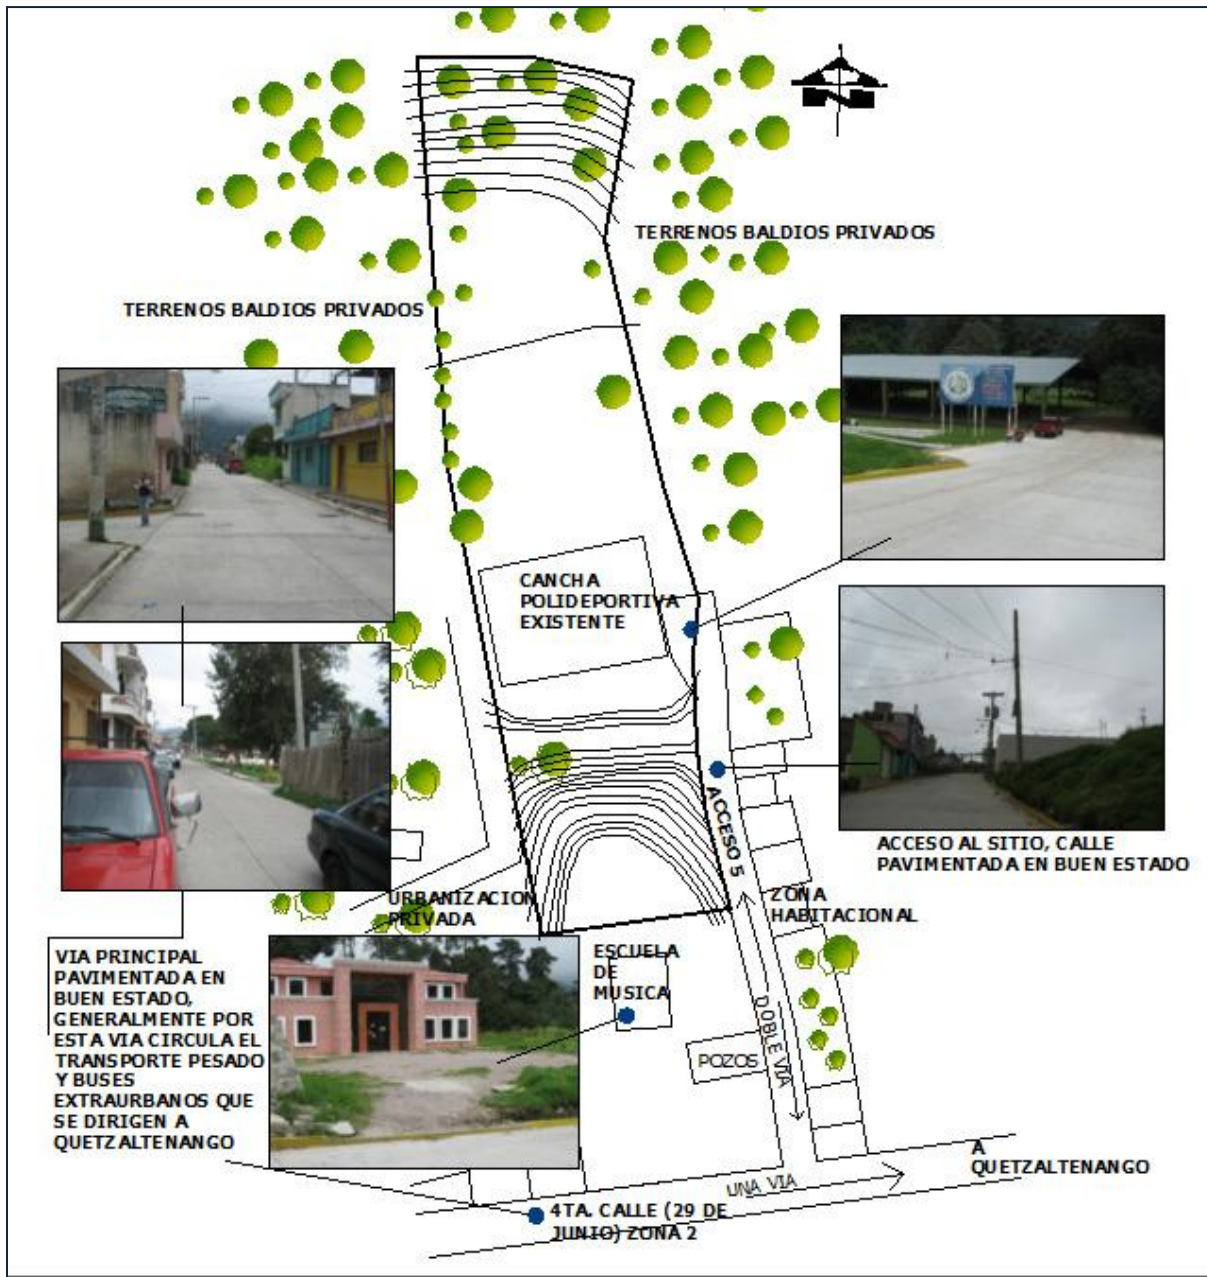 N
TERRENOS BALDIOS PRIVADOS
TERRENOS BALDIOS PRIVADOS
CANCHA
POLIDEPORTIVA
EXISTENTE
ACCESO 5
ACCESO AL SITIO, CALLE
PAVIMENTADA EN BUEN ESTADO
URBANIZACION
PRIVADA
ZONA
HABITACIONAL
VIA PRINCIPAL
PAVIMENTADA EN
BUEN ESTADO,
GENERALMENTE POR
ESTA VIA CIRCULA EL
TRANSPORTE PESADO
Y BUSES
EXTRAURBANOS QUE
SE DIRIGEN A
QUETZALTENANGO
ESCUELA
DE
MUSICA
DOBLE VIA
POZOS
A
QUETZALTENANGO
UNA VIA
4TA. CALLE (29 DE
JUNIO) ZONA 2